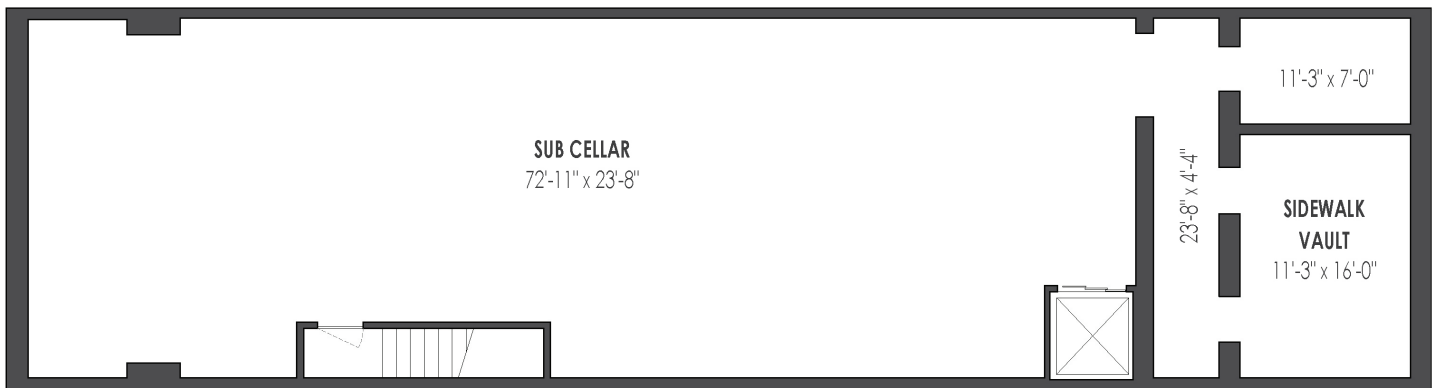 SUB CELLAR
72'-11" x 23'-8"
23'-8" x 4'-4"
11'-3" x 7'-0"
SIDEWALK
VAULT
11'-3" x 16'-0"